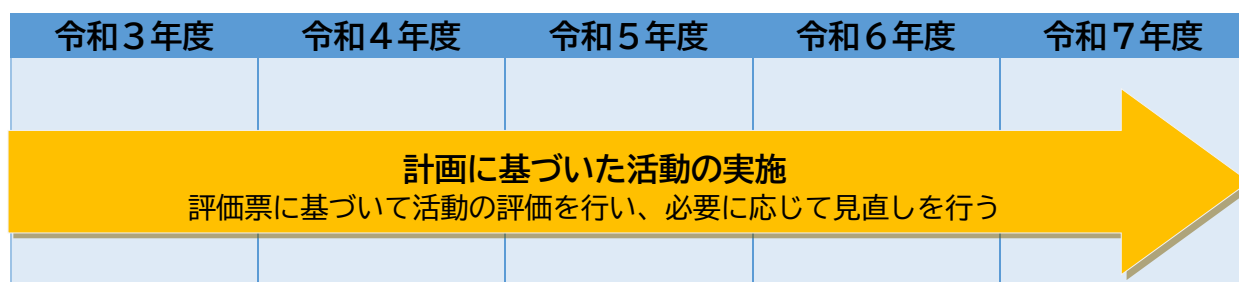 令和３年度 令和４年度 令和５年度 令和６年度 令和７年度
計画に基づいた活動の実施
評価票に基づいて活動の評価を行い、必要に応じて見直しを行う